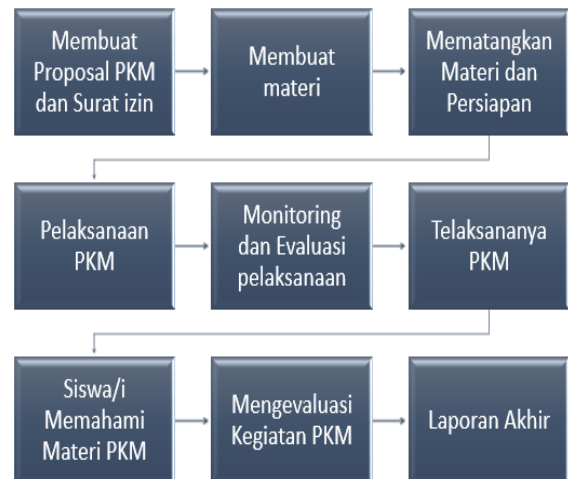 Membuat
Proposal PKM
dan Surat izin
Membuat
materi
Mematangkan
Materi dan
Persiapan
Pelaksanaan
PKM
Monitoring
dan Evaluasi
pelaksanaan
Telaksananya
PKM
Siswa/i
Memahami
Materi PKM
Mengevaluasi
Kegiatan PKM
Laporan Akhir